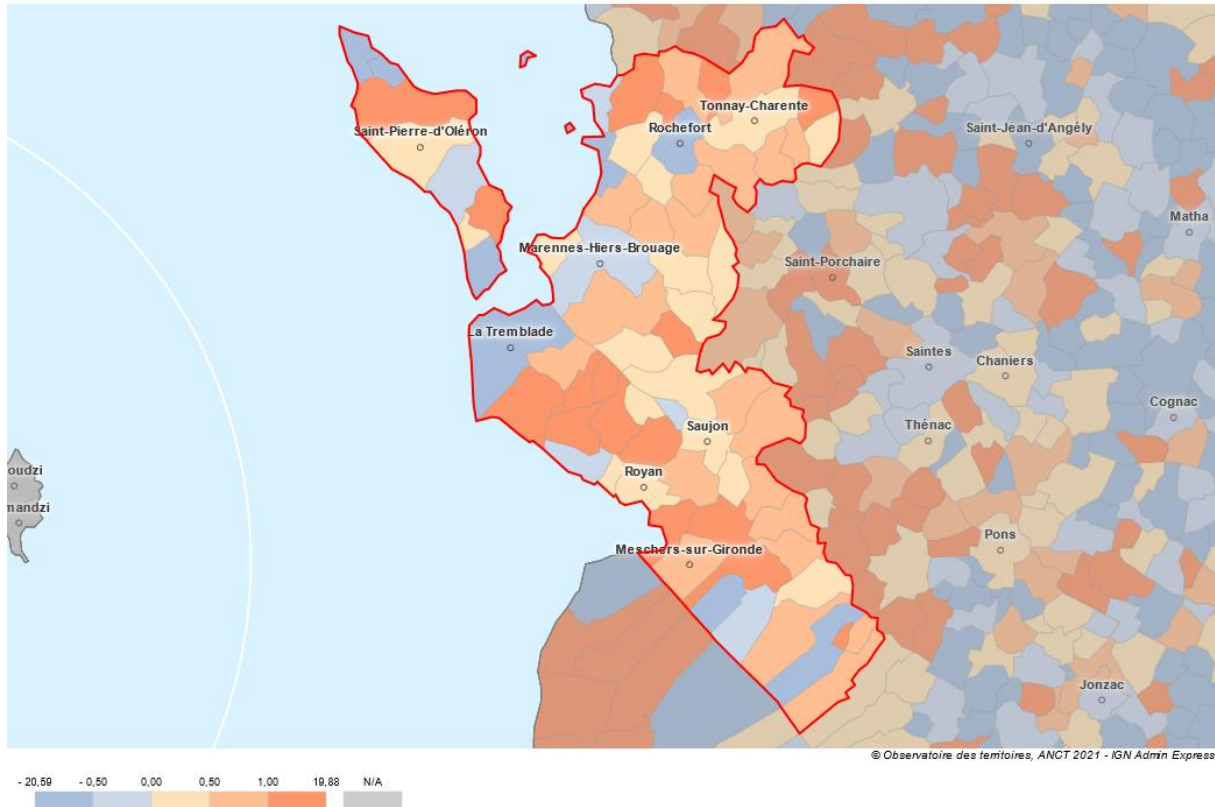 Tonnay-Charente
Saint-Pierre-d'Oléron
Rochefort
Saint-Jean-d'Angély
Matha
Marennes-Hiers-Brouage
Saint-Porchaire
La Tremblade
Saintes
Chaniers
Cognac
Saujon
Thénac
Royan
oudzi
mandzi
Pons
Meschers-sur-Gironde
Jonzac
© Observatoire des territoires, ANCT 2021 - IGN Admin Express
- 20,59 - 0,50 0,00 0,50 1,00 19,88 N/A